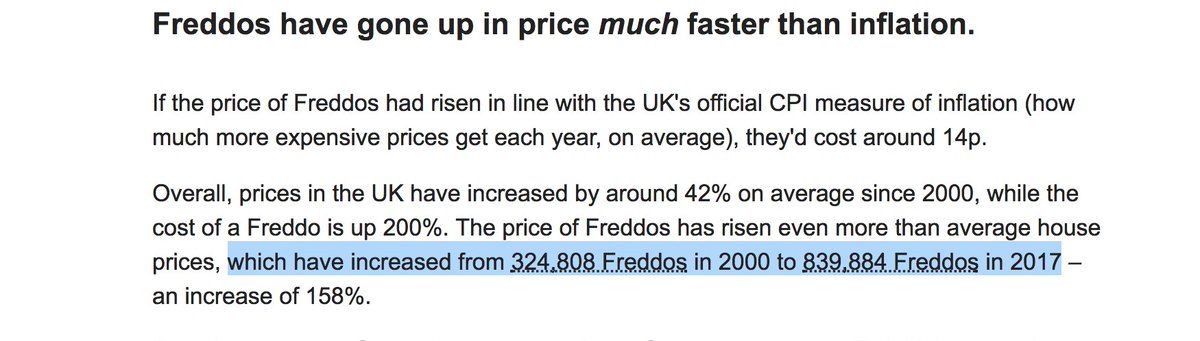 Freddos have gone up in price much faster than inflation.
If the price of Freddos had risen in line with the UK's official CPI measure of inflation (how
much more expensive prices get each year, on average), they'd cost around 14p.
Overall, prices in the UK have increased by around 42% on average since 2000, while the
cost of a Freddo is up 200%. The price of Freddos has risen even more than average house
prices, which have increased from 324,808 Freddos in 2000 to 839,884 Freddos in 2017 –
an increase of 158%.